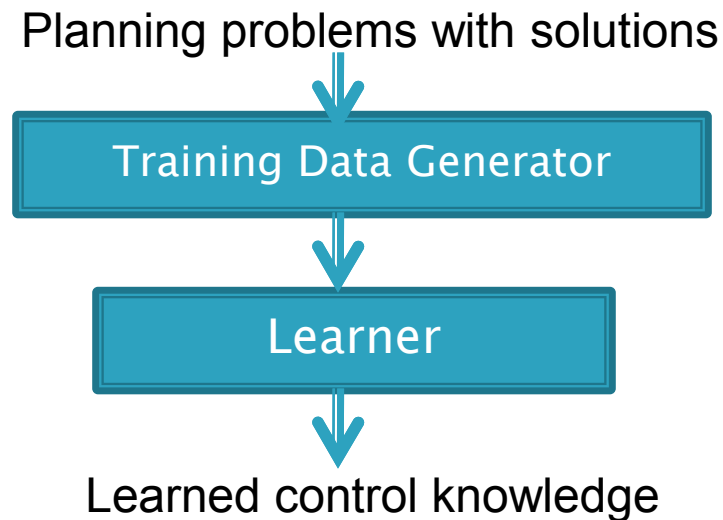 Planning problems with solutions
Training Data Generator
Learner
Learned control knowledge